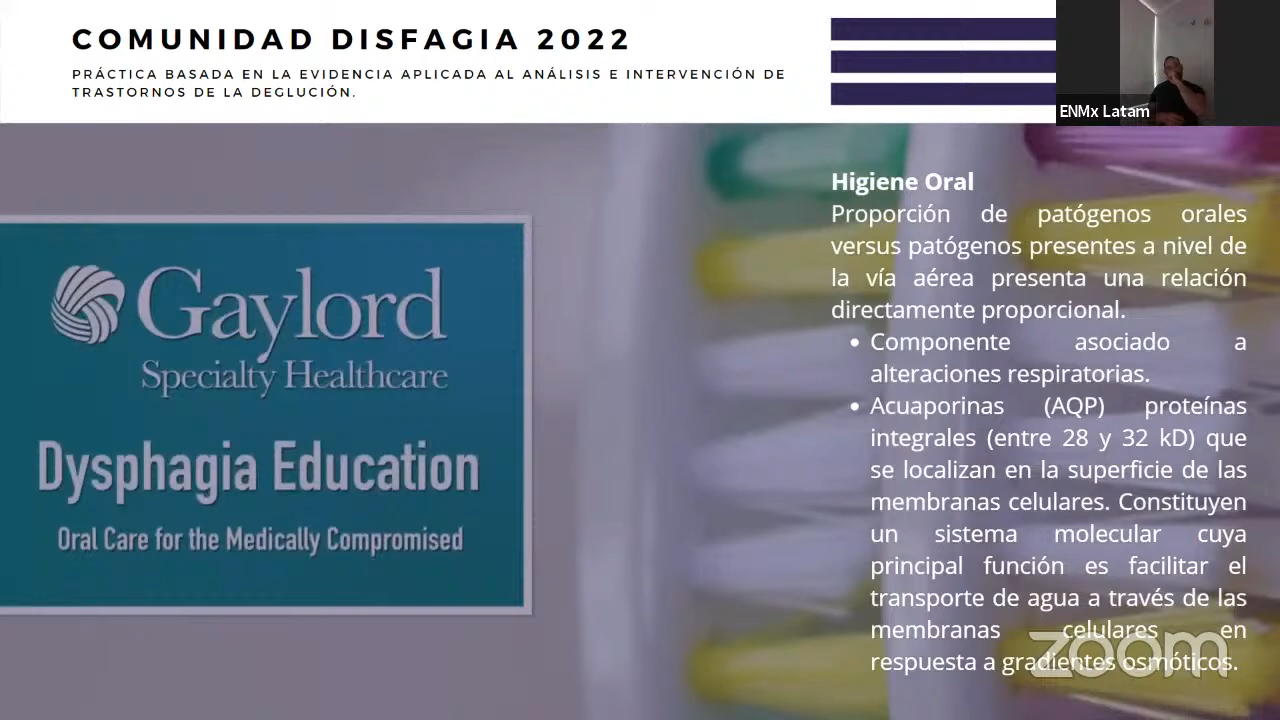 COMUNIDAD DISFAGIA 2022
PRÁCTICA BASADA EN LA EVIDENCIA APLICADA AL ANÁLISIS E INTERVENCIÓN DE
TRASTORNOS DE LA DEGLUCIÓN.
ENMx Latam
Gaylord
Specialty Healthcare
Dysphagia Education
Oral Care for the Medically Compromised
Higiene Oral
Proporción de patógenos orales
versus patógenos presentes a nivel de
la vía aérea presenta una relación
directamente proporcional.
• Componente asociado a
alteraciones respiratorias.
• Acuaporinas (AQP) proteínas
integrales (entre 28 y 32 kD) que
se localizan en la superficie de las
membranas celulares. Constituyen
un sistema molecular cuya
principal función es facilitar el
transporte de agua a través de las
membranas celulares en
respuesta a gradientes osmóticos.
zoom